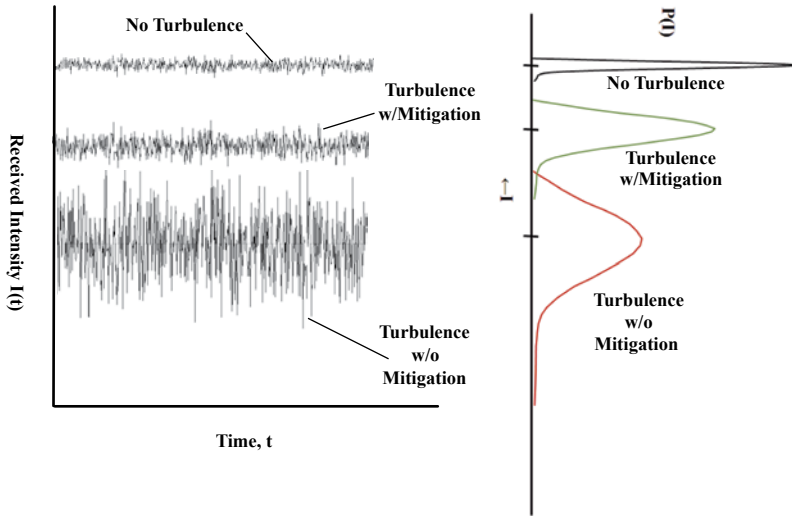 No Turbulence
Turbulence
w/Mitigation
Turbulence
w/o
Mitigation
Received Intensity I(t)
Time, t
P(I)
No Turbulence
Turbulence
w/Mitigation
Turbulence
w/o
Mitigation
I→